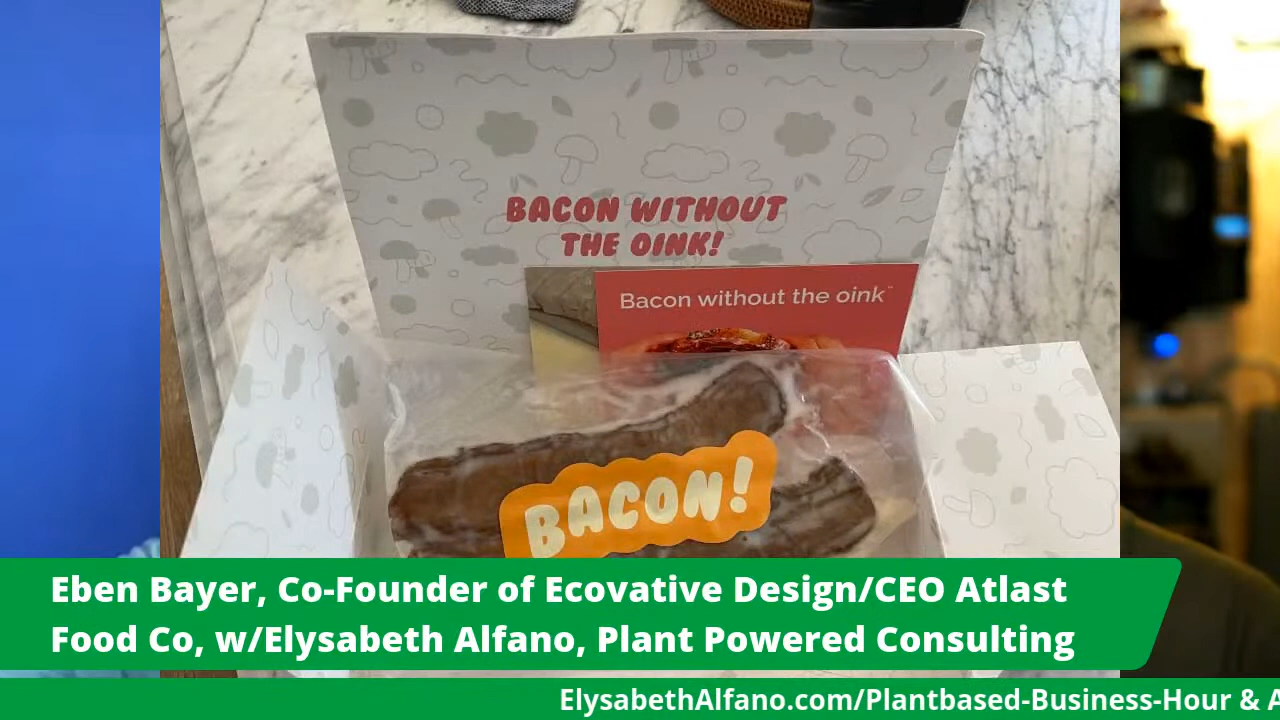 BACON WITHOUT
THE OINK!
Bacon without the oink™
BACON!
Eben Bayer, Co-Founder of Ecovative Design/CEO Atlast
Food Co, w/Elysabeth Alfano, Plant Powered Consulting
ElysabethAlfano.com/Plantbased-Business-Hour & A